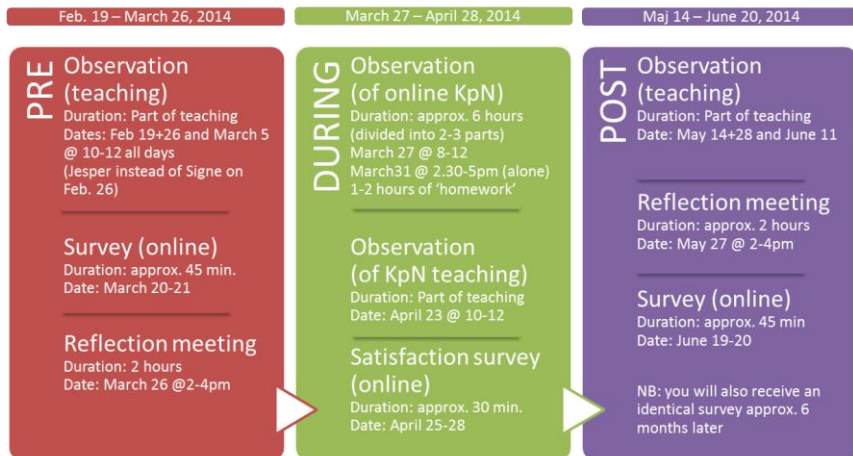 Feb. 19 – March 26, 2014
PRE
Observation
(teaching)
Duration: Part of teaching
Dates: Feb 19+26 and March 5
@ 10-12 all days
(Jesper instead of Signe on
Feb. 26)
Survey (online)
Duration: approx. 45 min.
Date: March 20-21
Reflection meeting
Duration: 2 hours
Date: March 26 @2-4pm
March 27 – April 28, 2014
DURING
Observation
(of online KpN)
Duration: approx. 6 hours
(divided into 2-3 parts)
March 27 @ 8-12
March31 @ 2.30-5pm (alone)
1-2 hours of ‘homework’
Observation
(of KpN teaching)
Duration: Part of teaching
Date: April 23 @ 10-12
Satisfaction survey
(online)
Duration: approx. 30 min.
Date: April 25-28
Maj 14 – June 20, 2014
POST
Observation
(teaching)
Duration: Part of teaching
Date: May 14+28 and June 11
Reflection meeting
Duration: approx. 2 hours
Date: May 27 @ 2-4pm
Survey (online)
Duration: approx. 45 min
Date: June 19-20
NB: you will also receive an
identical survey approx. 6
months later